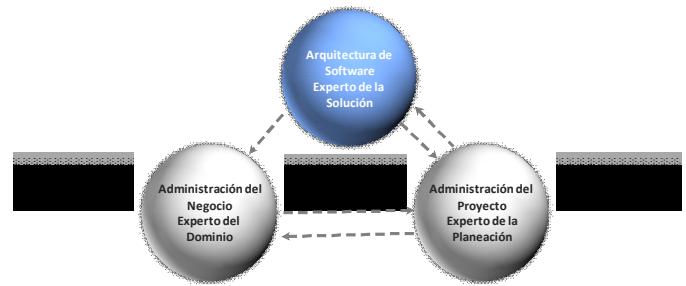 Arquitectura de
Software
Experto de la
Solución
Administración del
Negocio
Experto del
Dominio
Administración del
Proyecto
Experto de la
Planeación